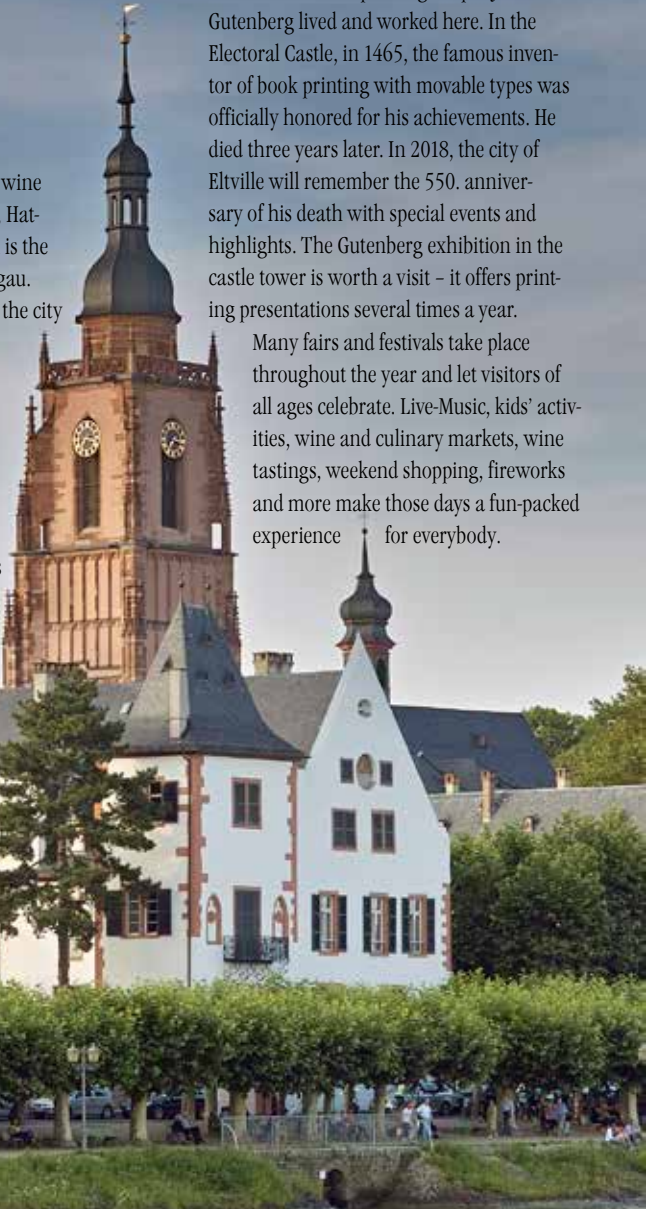 wine
Hat-
is the
gau.
the city
Gutenberg lived and worked here. In the
Electoral Castle, in 1465, the famous inven-
tor of book printing with movable types was
officially honored for his achievements. He
died three years later. In 2018, the city of
Eltville will remember the 550. anniver-
sary of his death with special events and
highlights. The Gutenberg exhibition in the
castle tower is worth a visit – it offers print-
ing presentations several times a year.
Many fairs and festivals take place
throughout the year and let visitors of
all ages celebrate. Live-Music, kids' activ-
ities, wine and culinary markets, wine
tastings, weekend shopping, fireworks
and more make those days a fun-packed
experience for everybody.